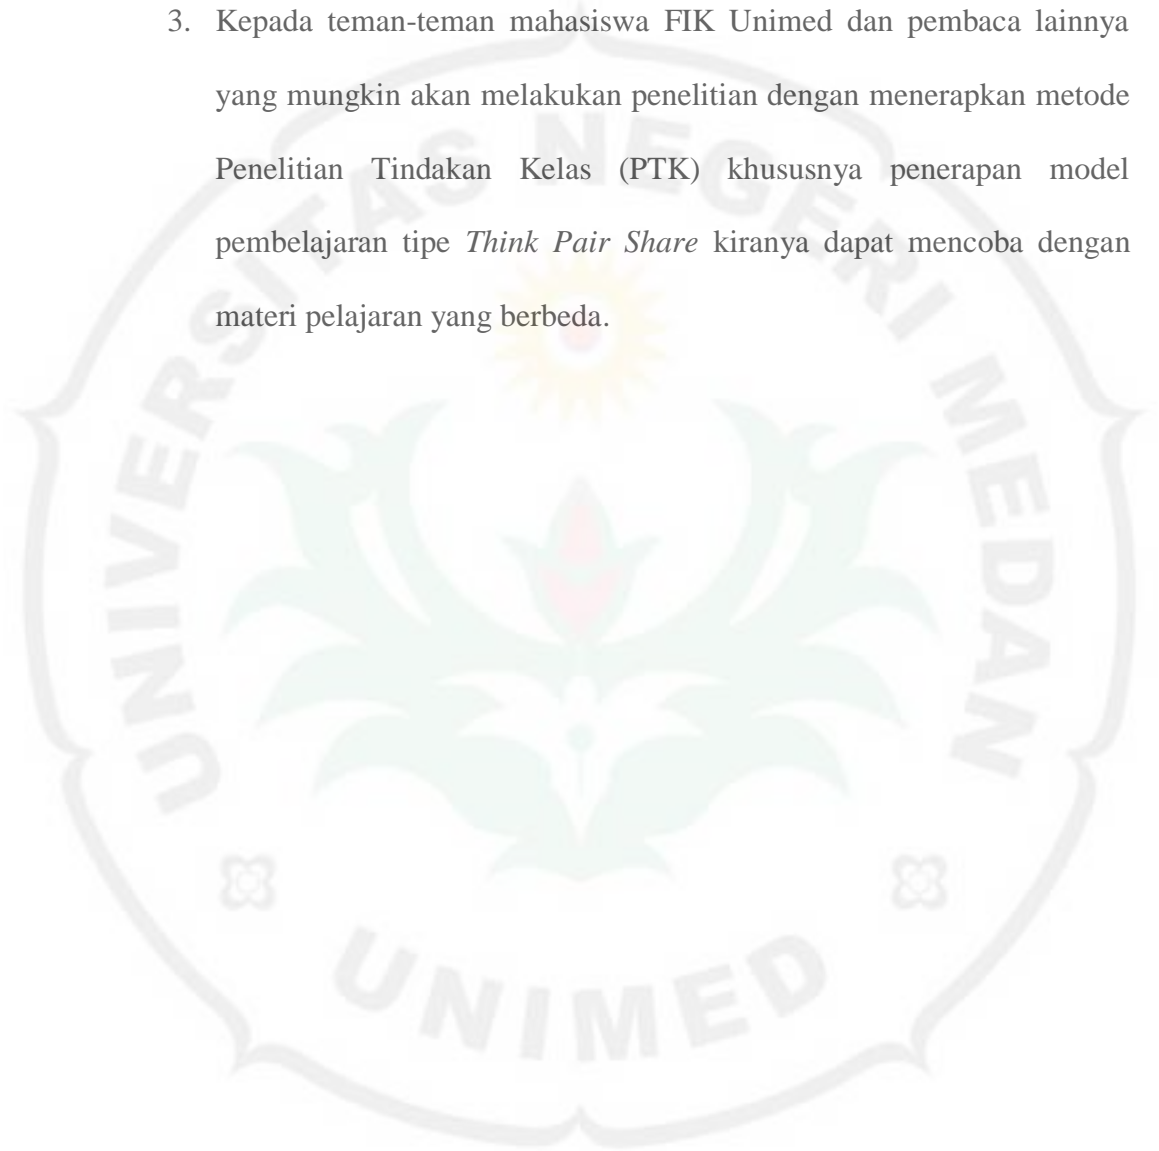 3. Kepada teman-teman mahasiswa FIK Unimed dan pembaca lainnya
yang mungkin akan melakukan penelitian dengan menerapkan metode
Penelitian Tindakan Kelas (PTK) khususnya penerapan model
pembelajaran tipe Think Pair Share kiranya dapat mencoba dengan
materi pelajaran yang berbeda.
UNIVERSITAS NEGERI MEDAN
UNIMED